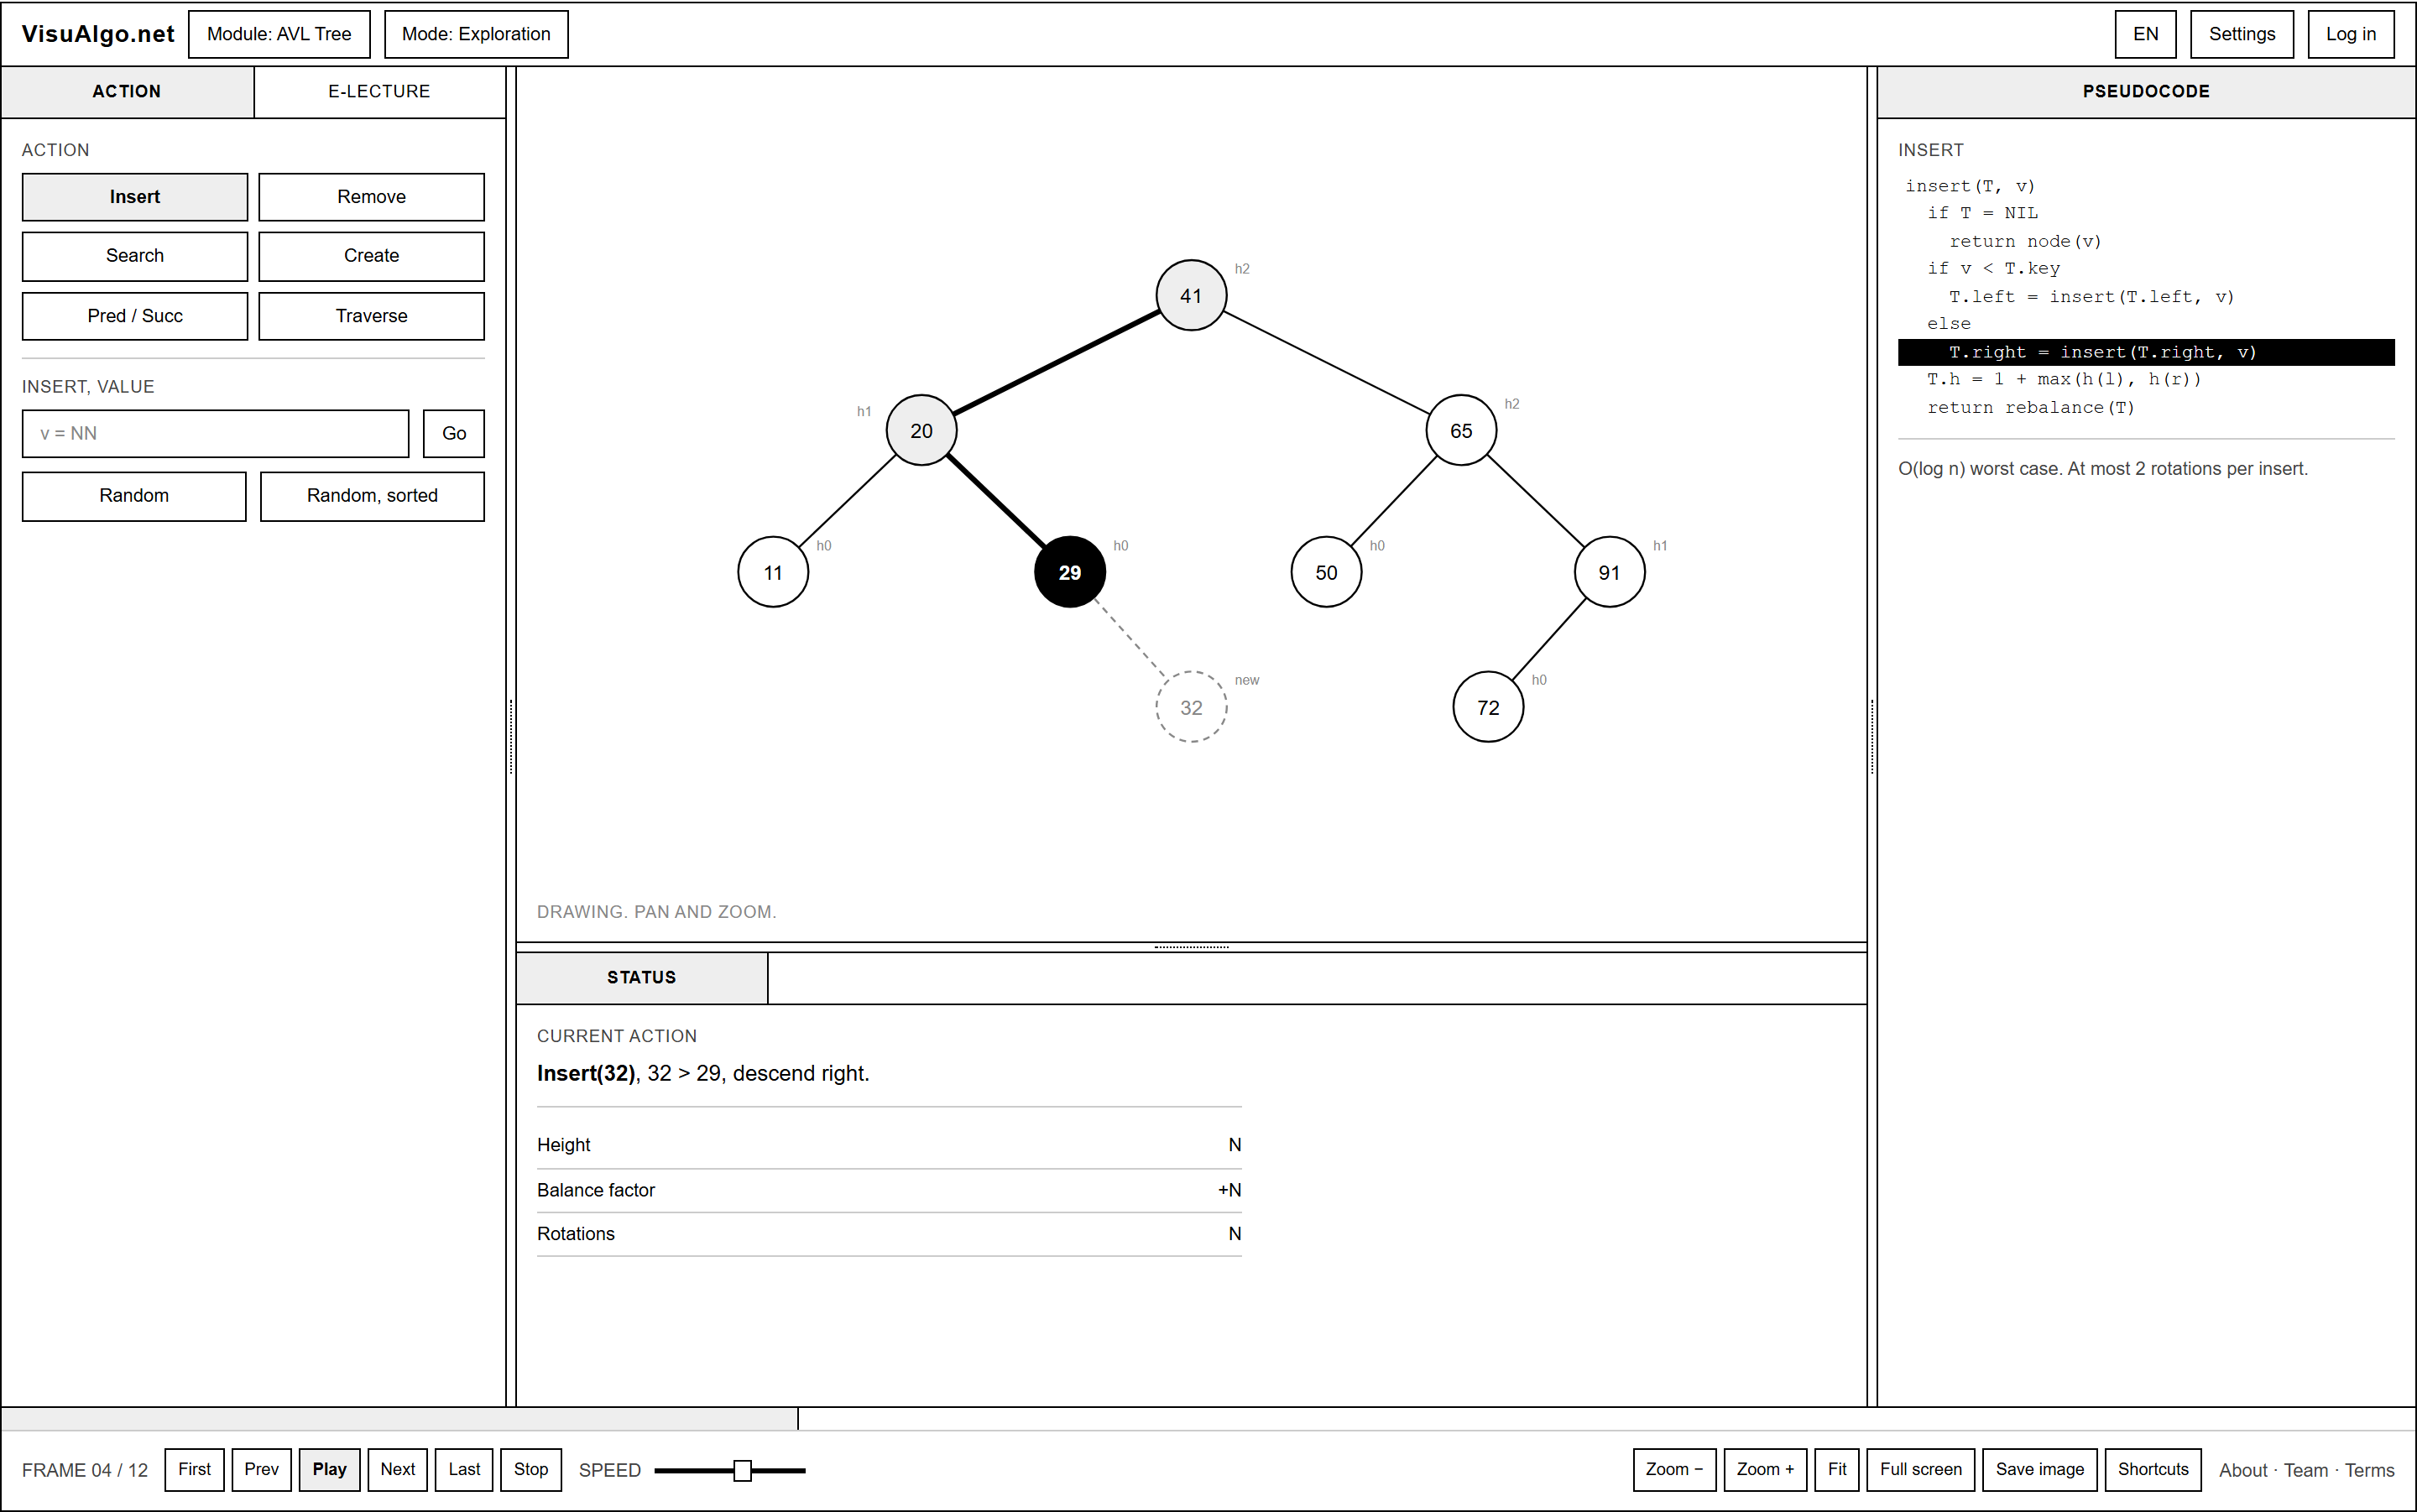 VisuAlgo.net
Module: AVL Tree
Mode: Exploration
EN
Settings
Log in
ACTION
E-LECTURE
ACTION
Insert
Remove
Search
Create
Pred / Succ
Traverse
INSERT, VALUE
v = NN
Go
Random
Random, sorted
41
h2
20
h1
65
h2
11
h0
29
h0
50
h0
91
h1
32
new
72
h0
DRAWING. PAN AND ZOOM.
STATUS
CURRENT ACTION
Insert(32), 32 > 29, descend right.
Height N
Balance factor +N
Rotations N
PSEUDOCODE
INSERT
insert(T, v)
if T = NIL
return node(v)
if v < T.key
T.left = insert(T.left, v)
else
T.right = insert(T.right, v)
T.h = 1 + max(h(l), h(r))
return rebalance(T)
O(log n) worst case. At most 2 rotations per insert.
FRAME 04 / 12
First
Prev
Play
Next
Last
Stop
SPEED
Zoom −
Zoom +
Fit
Full screen
Save image
Shortcuts
About · Team · Terms